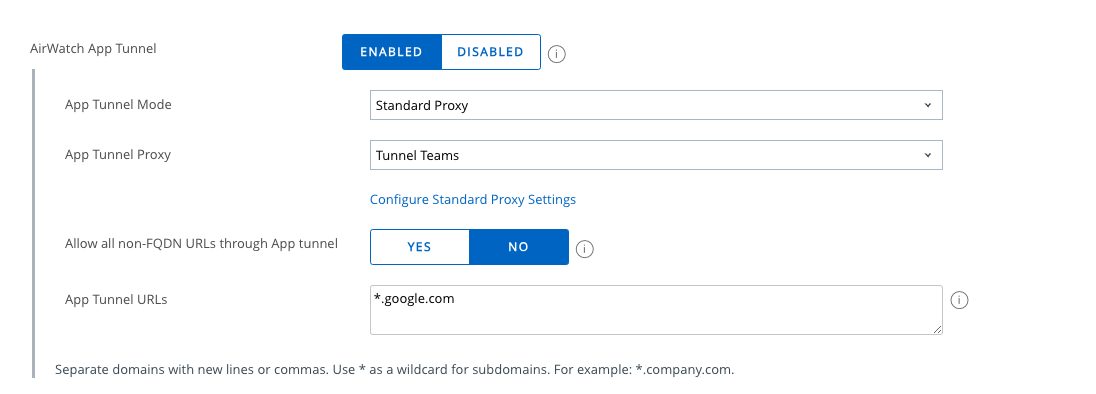 AirWatch App Tunnel
ENABLED DISABLED
App Tunnel Mode
Standard Proxy
App Tunnel Proxy
Tunnel Teams
Configure Standard Proxy Settings
Allow all non-FQDN URLs through App tunnel
YES NO
App Tunnel URLs
*.google.com
Separate domains with new lines or commas. Use * as a wildcard for subdomains. For example: *.company.com.